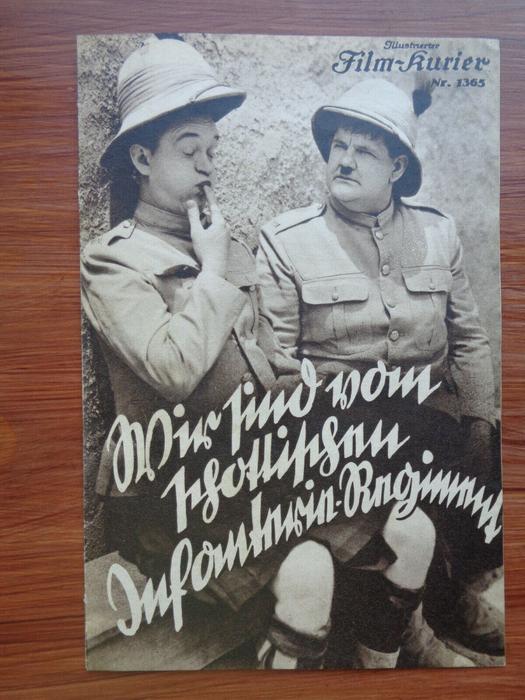 Illustrierter
Film-Kurier
Nr. 1365
Wir sind vom
schottischen
Infanterie-Regiment